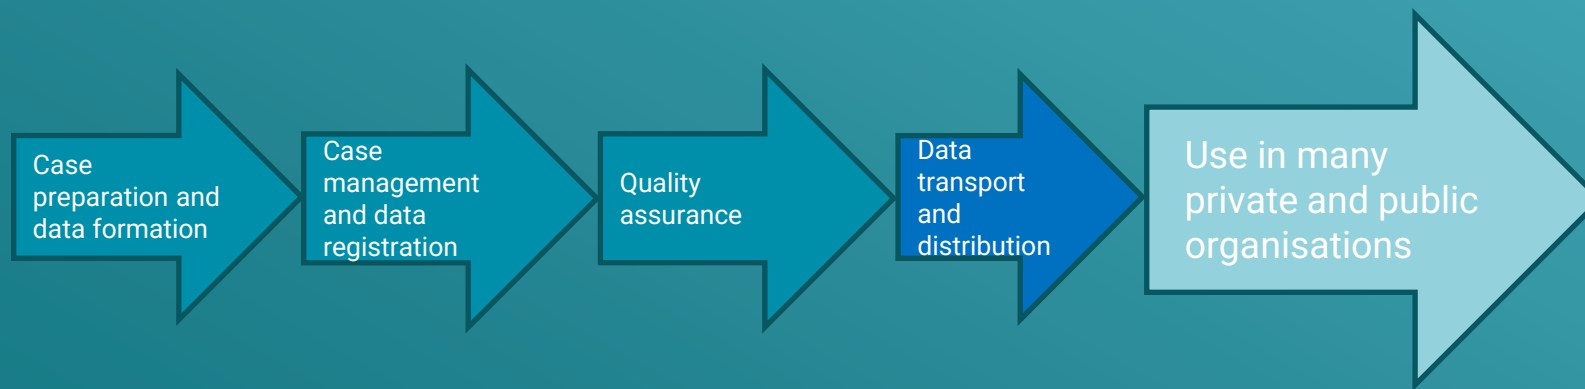 Case
preparation and
data formation
Case
management
and data
registration
Quality
assurance
Data
transport
and
distribution
Use in many
private and public
organisations